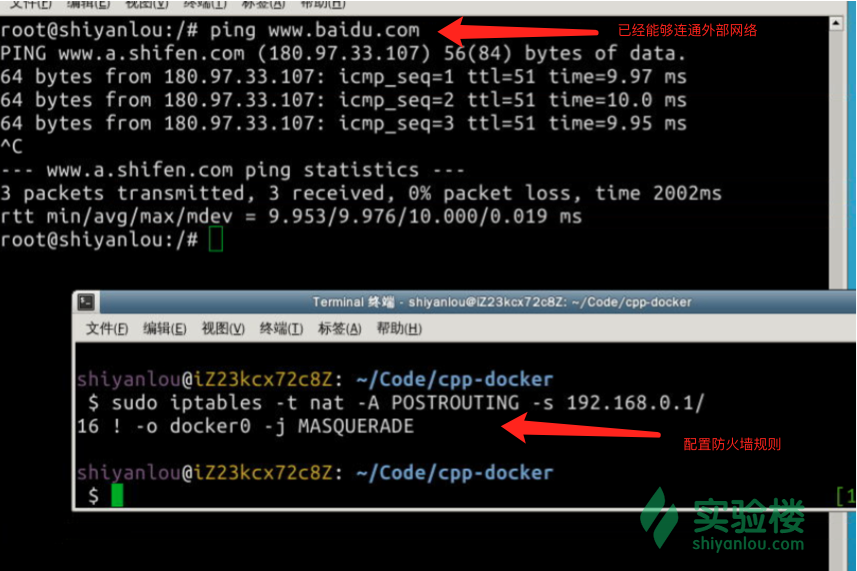 文件(F) 编辑(E) 视图(V) 终端(T) 标签(A) 帮助(H)
root@shiyanlou:/# ping www.baidu.com 已经能够连通外部网络
PING www.a.shifen.com (180.97.33.107) 56(84) bytes of data.
64 bytes from 180.97.33.107: icmp_seq=1 ttl=51 time=9.97 ms
64 bytes from 180.97.33.107: icmp_seq=2 ttl=51 time=10.0 ms
64 bytes from 180.97.33.107: icmp_seq=3 ttl=51 time=9.95 ms
^C
--- www.a.shifen.com ping statistics ---
3 packets transmitted, 3 received, 0% packet loss, time 2002ms
rtt min/avg/max/mdev = 9.953/9.976/10.000/0.019 ms
root@shiyanlou:/#
Terminal 终端 - shiyanlou@iZ23kcx72c8Z: ~/Code/cpp-docker
文件(F) 编辑(E) 视图(V) 终端(T) 标签(A) 帮助(H)
shiyanlou@iZ23kcx72c8Z: ~/Code/cpp-docker
$ sudo iptables -t nat -A POSTROUTING -s 192.168.0.1/
16 ! -o docker0 -j MASQUERADE
配置防火墙规则
shiyanlou@iZ23kcx72c8Z: ~/Code/cpp-docker
$ [1
实验楼
shiyanlou.com